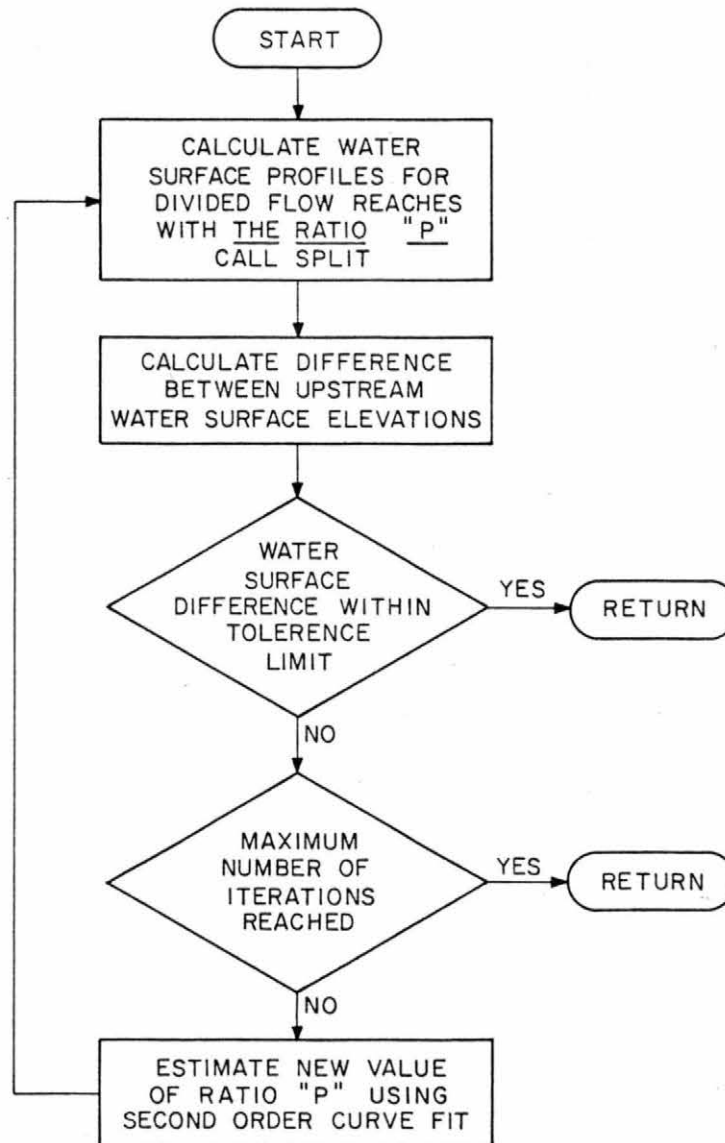 START
CALCULATE WATER
SURFACE PROFILES FOR
DIVIDED FLOW REACHES
WITH THE RATIO "P"
CALL SPLIT
CALCULATE DIFFERENCE
BETWEEN UPSTREAM
WATER SURFACE ELEVATIONS
WATER
SURFACE
DIFFERENCE WITHIN
TOLERENCE
LIMIT
YES
RETURN
NO
MAXIMUM
NUMBER OF
ITERATIONS
REACHED
YES
RETURN
NO
ESTIMATE NEW VALUE
OF RATIO "P" USING
SECOND ORDER CURVE FIT